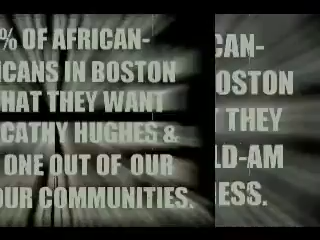 % OF AFRICAN-
ICANS IN BOSTON
HAT THEY WANT
CATHY HUGHES &
ONE OUT OF OUR
OUR COMMUNITIES.
CAN-
OSTON
THEY
LD-AM
ESS.